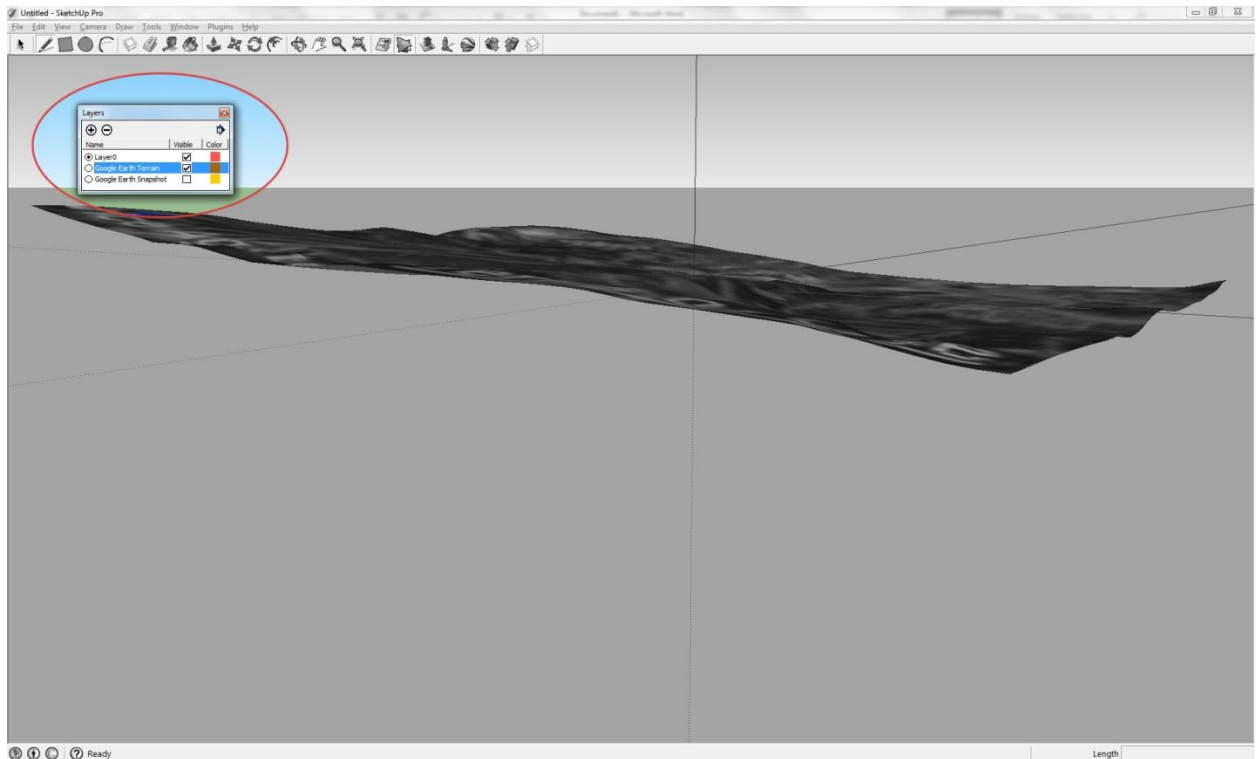 Untitled - SketchUp Pro
File Edit View Camera Draw Tools Window Plugins Help
Layers
Name Visible Color
Layer0
Google Earth Terrain
Google Earth Snapshot
Ready
Length